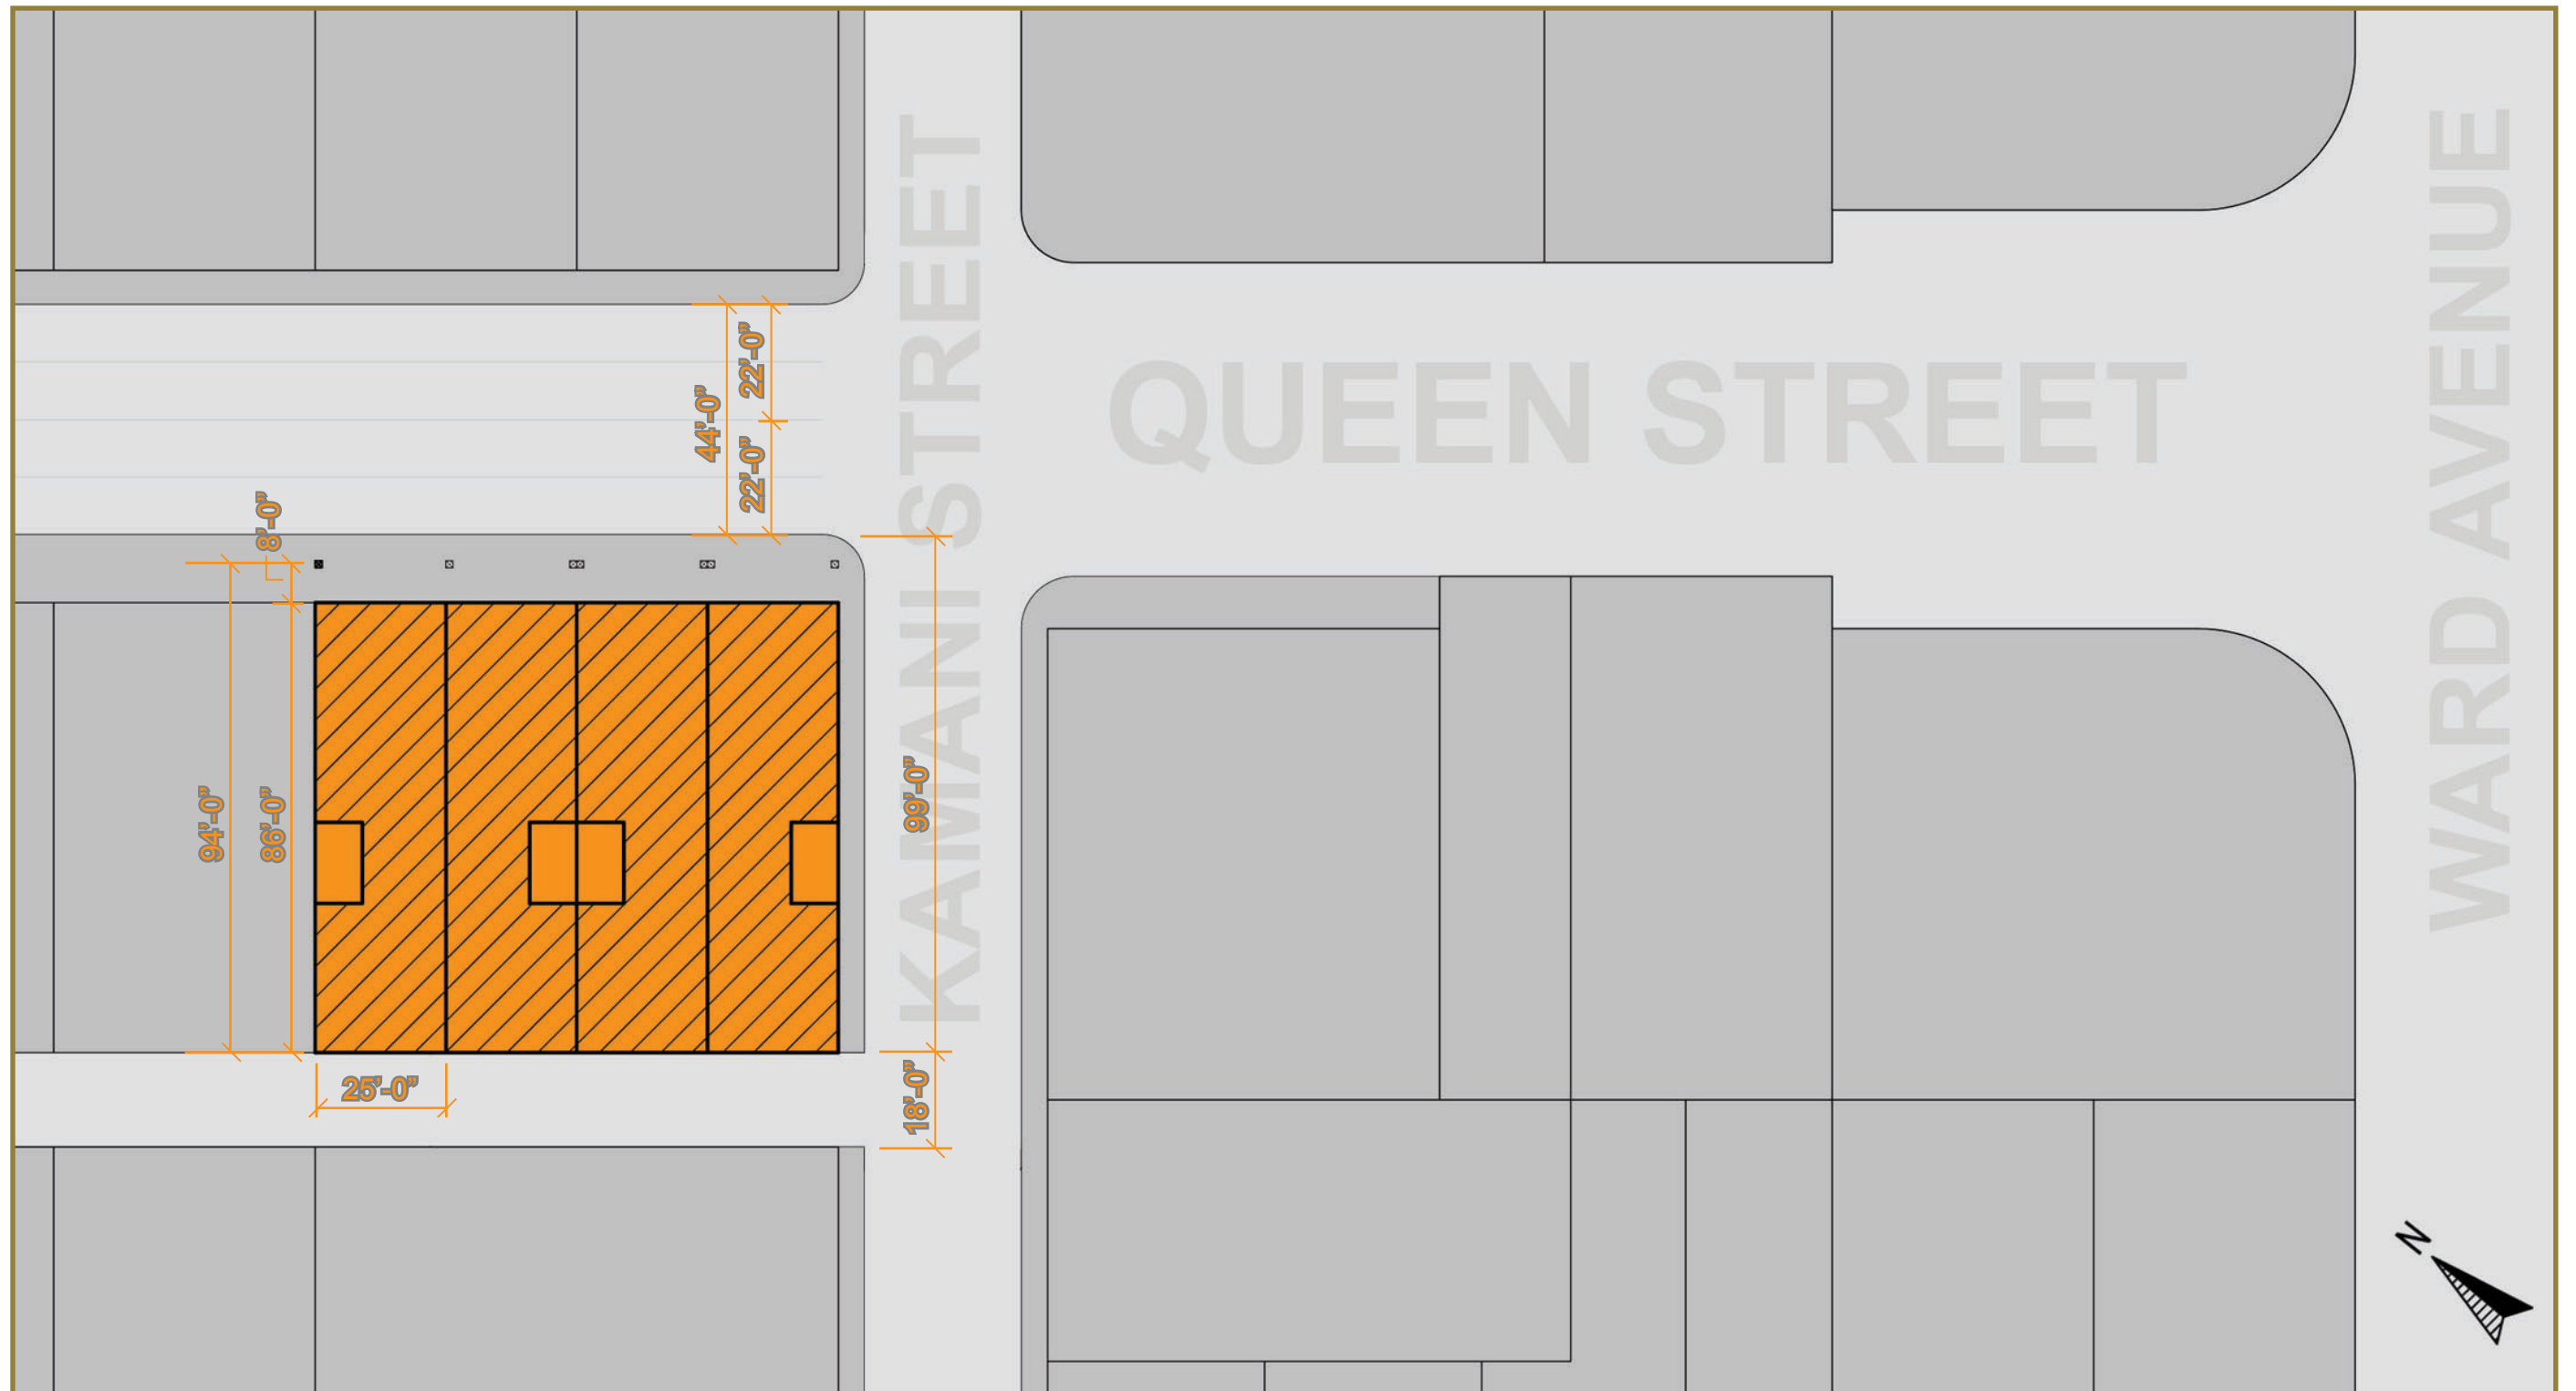 KAMANI STREET
QUEEN STREET
WARD AVENUE
22’-0”
44’-0”
22’-0”
8’-0”
94’-0”
86’-0”
99’-0”
25’-0”
18’-0”
N